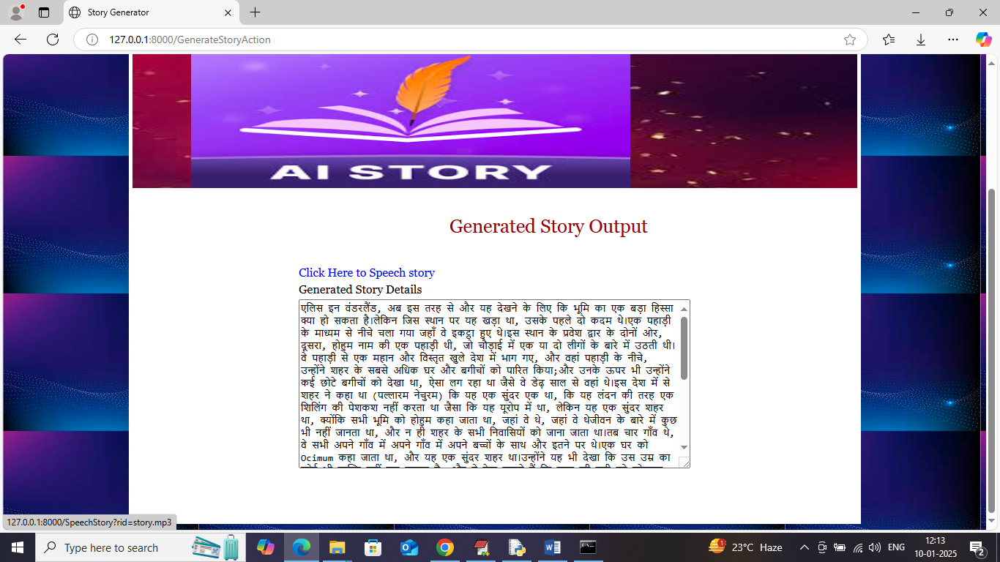 Story Generator
127.0.0.1:8000/GenerateStoryAction
AI STORY
Generated Story Output
Click Here to Speech story
Generated Story Details
एलिस इन वंडरलैंड, अब इस तरह से और यह देखने के लिए कि भूमि का एक बड़ा हिस्सा
क्या हो सकता है।लेकिन जिस स्थान पर यह खड़ा था, उसके पहले दो कदम थे।एक पहाड़ी
के माध्यम से नीचे चला गया जहाँ वे इकट्ठा हुए थे।इस स्थान के प्रवेश द्वार के दोनों ओर,
दूसरा, होहुम नाम की एक पहाड़ी थी, जो चौड़ाई में एक या दो लीगों के बारे में उठती थी।
वे पहाड़ी से एक महान और विस्तृत खुले देश में भाग गए, और वहां पहाड़ी के नीचे,
उन्होंने शहर के सबसे अधिक घर और बगीचों को पारित किया;और उनके ऊपर भी उन्होंने
कई छोटे बगीचों को देखा था, ऐसा लग रहा था जैसे वे डेढ़ साल से वहां थे।इस देश में से
शहर ने कहा था (पल्लारम नेचुरम) कि यह एक सुंदर एक था, कि यह लंदन की तरह एक
शिलिंग की पेशकश नहीं करता था जैसा कि यह यूरोप में था, लेकिन यह एक सुंदर शहर
था, क्योंकि सभी भूमि को होहुम कहा जाता था, जहां वे थे, जहां वे थेजीवन के बारे में कुछ
भी नहीं जानता था, और न ही शहर के सभी निवासियों को जाना जाता था।तब चार गाँव थे,
वे सभी अपने गाँव में अपने गाँव में अपने बच्चों के साथ और इतने पर थे।एक घर को
Ocimum कहा जाता था, और यह एक सुंदर शहर था।उन्होंने यह भी देखा कि उस उम्र का
127.0.0.1:8000/SpeechStory?rid=story.mp3
Type here to search
1
23°C Haze
ENG
12:13
10-01-2025
2